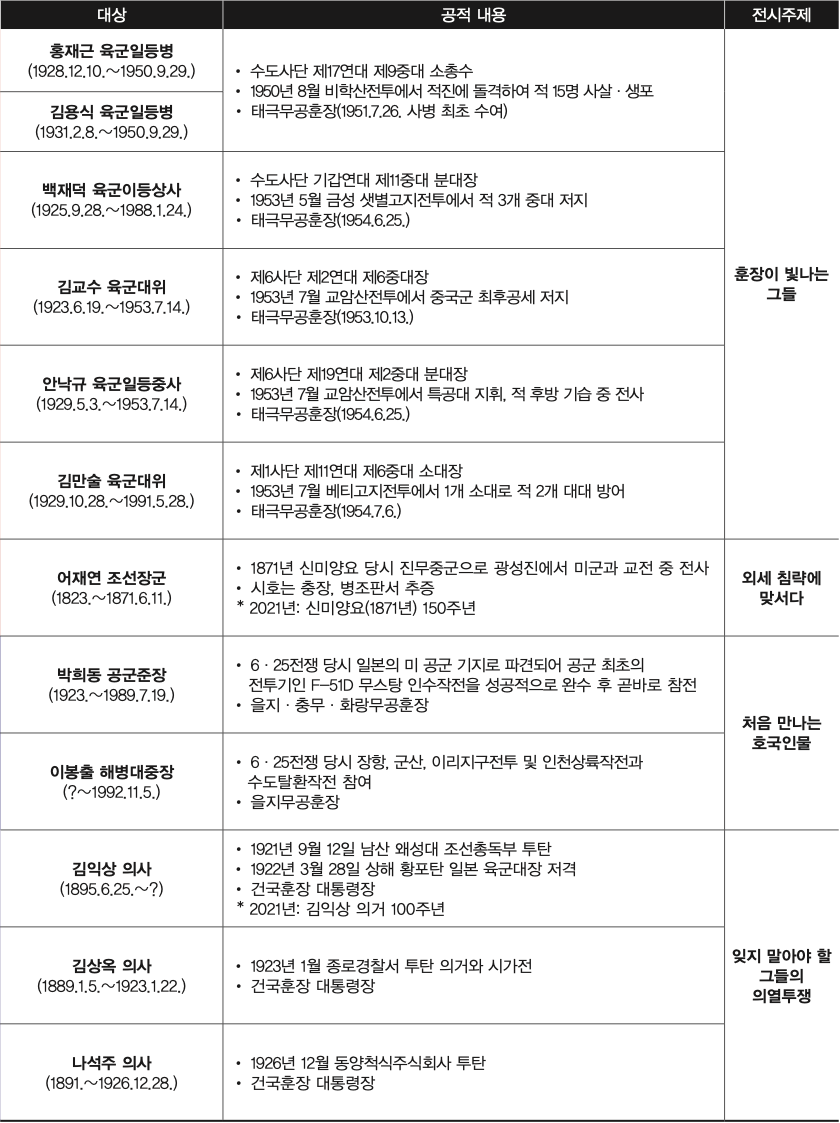 대상
공적 내용
전시주제
홍재근 육군일등병
(1928.12.10.~1950.9.29.)
김용식 육군일등병
(1931.2.8.~1950.9.29.)
• 수도사단 제17연대 제9중대 소총수
• 1950년 8월 비학산전투에서 적진에 돌격하여 적 15명 사살 · 생포
• 태극무공훈장(1951.7.26. 사병 최초 수여)
백재덕 육군이등상사
(1925.9.28.~1988.1.24.)
• 수도사단 기갑연대 제11중대 분대장
• 1953년 5월 금성 샛별고지전투에서 적 3개 중대 저지
• 태극무공훈장(1954.6.25.)
김교수 육군대위
(1923.6.19.~1953.7.14.)
• 제6사단 제2연대 제6중대장
• 1953년 7월 교암산전투에서 중국군 최후공세 저지
• 태극무공훈장(1953.10.13.)
안낙규 육군일등중사
(1929.5.3.~1953.7.14.)
• 제6사단 제19연대 제2중대 분대장
• 1953년 7월 교암산전투에서 특공대 지휘, 적 후방 기습 중 전사
• 태극무공훈장(1954.6.25.)
김만술 육군대위
(1929.10.28.~1991.5.28.)
• 제1사단 제11연대 제6중대 소대장
• 1953년 7월 베티고지전투에서 1개 소대로 적 2개 대대 방어
• 태극무공훈장(1954.7.6.)
훈장이 빛나는
그들
어재연 조선장군
(1823.~1871.6.11.)
• 1871년 신미양요 당시 진무중군으로 광성진에서 미군과 교전 중 전사
• 시호는 충장, 병조판서 추증
* 2021년: 신미양요(1871년) 150주년
외세 침략에
맞서다
박희동 공군준장
(1923.~1989.7.19.)
• 6 · 25전쟁 당시 일본의 미 공군 기지로 파견되어 공군 최초의
전투기인 F-51D 무스탕 인수작전을 성공적으로 완수 후 곧바로 참전
• 을지 · 충무 · 화랑무공훈장
이봉출 해병대중장
(?~1992.11.5.)
• 6 · 25전쟁 당시 장항, 군산, 이리지구전투 및 인천상륙작전과
수도탈환작전 참여
• 을지무공훈장
처음 만나는
호국인물
김익상 의사
(1895.6.25.~?)
• 1921년 9월 12일 남산 왜성대 조선총독부 투탄
• 1922년 3월 28일 상해 황포탄 일본 육군대장 저격
• 건국훈장 대통령장
* 2021년: 김익상 의거 100주년
김상옥 의사
(1889.1.5.~1923.1.22.)
• 1923년 1월 종로경찰서 투탄 의거와 시가전
• 건국훈장 대통령장
나석주 의사
(1891.~1926.12.28.)
• 1926년 12월 동양척식주식회사 투탄
• 건국훈장 대통령장
잊지 말아야 할
그들의
의열투쟁